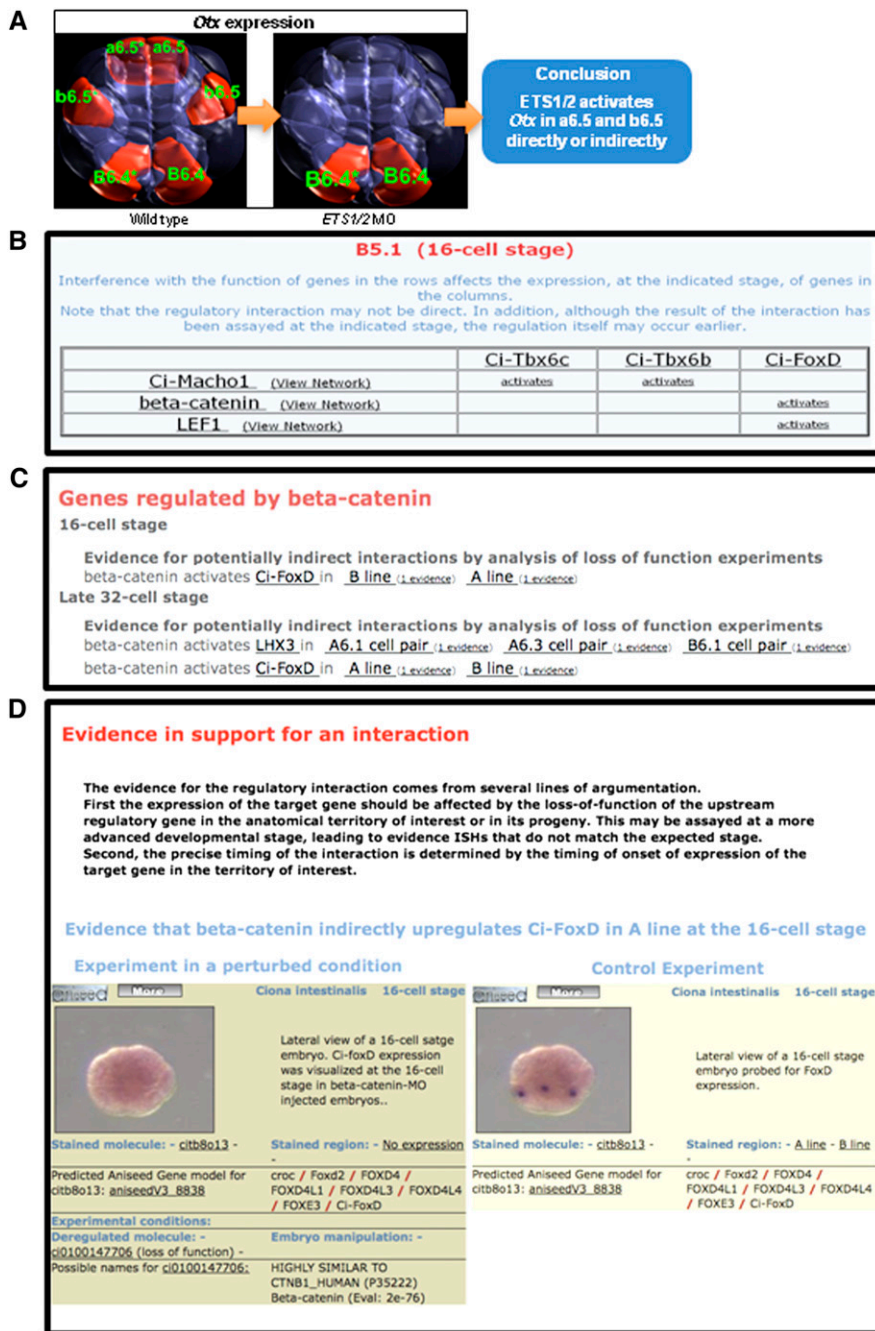 A
Otx expression
a6.5* a6.5
b6.5* b6.5
B6.4* B6.4
Wild type
B6.4* B6.4
ETS1/2 MO
Conclusion
ETS1/2 activates
Otx in a6.5 and b6.5
directly or indirectly
B
B5.1 (16-cell stage)
Interference with the function of genes in the rows affects the expression, at the indicated stage, of genes in
the columns.
Note that the regulatory interaction may not be direct. In addition, although the result of the interaction has
been assayed at the indicated stage, the regulation itself may occur earlier.
Ci-Tbx6c Ci-Tbx6b Ci-FoxD
Ci-Macho1 (View Network) activates activates
beta-catenin (View Network) activates
LEF1 (View Network) activates
C
Genes regulated by beta-catenin
16-cell stage
Evidence for potentially indirect interactions by analysis of loss of function experiments
beta-catenin activates Ci-FoxD in B line (1 evidence) A line (1 evidence)
Late 32-cell stage
Evidence for potentially indirect interactions by analysis of loss of function experiments
beta-catenin activates LHX3 in A6.1 cell pair (1 evidence) A6.3 cell pair (1 evidence) B6.1 cell pair (1 evidence)
beta-catenin activates Ci-FoxD in A line (1 evidence) B line (1 evidence)
D
Evidence in support for an interaction
The evidence for the regulatory interaction comes from several lines of argumentation.
First the expression of the target gene should be affected by the loss-of-function of the upstream
regulatory gene in the anatomical territory of interest or in its progeny. This may be assayed at a more
advanced developmental stage, leading to evidence ISHs that do not match the expected stage.
Second, the precise timing of the interaction is determined by the timing of onset of expression of the
target gene in the territory of interest.
Evidence that beta-catenin indirectly upregulates Ci-FoxD in A line at the 16-cell stage
Experiment in a perturbed condition
aniseed More Ciona intestinalis 16-cell stage
Lateral view of a 16-cell satge
embryo. Ci-foxD expression
was visualized at the 16-cell
stage in beta-catenin-MO
injected embryos..
Stained molecule: - citb8o13 - Stained region: - No expression
-
Predicted Aniseed Gene model for
citb8o13: aniseedV3_8838
croc / Foxd2 / FOXD4 /
FOXD4L1 / FOXD4L3 / FOXD4L4
/ FOXE3 / Ci-FoxD
Experimental conditions:
Deregulated molecule: - Embryo manipulation: -
ci0100147706 (loss of function) -
Possible names for ci0100147706:
HIGHLY SIMILAR TO
CTNB1_HUMAN (P35222)
Beta-catenin (Eval: 2e-76)
Control Experiment
aniseed More Ciona intestinalis 16-cell stage
Lateral view of a 16-cell stage
embryo probed for FoxD
expression.
Stained molecule: - citb8o13 - Stained region: - A line - B line
-
Predicted Aniseed Gene model for
citb8o13: aniseedV3_8838
croc / Foxd2 / FOXD4 /
FOXD4L1 / FOXD4L3 / FOXD4L4
/ FOXE3 / Ci-FoxD